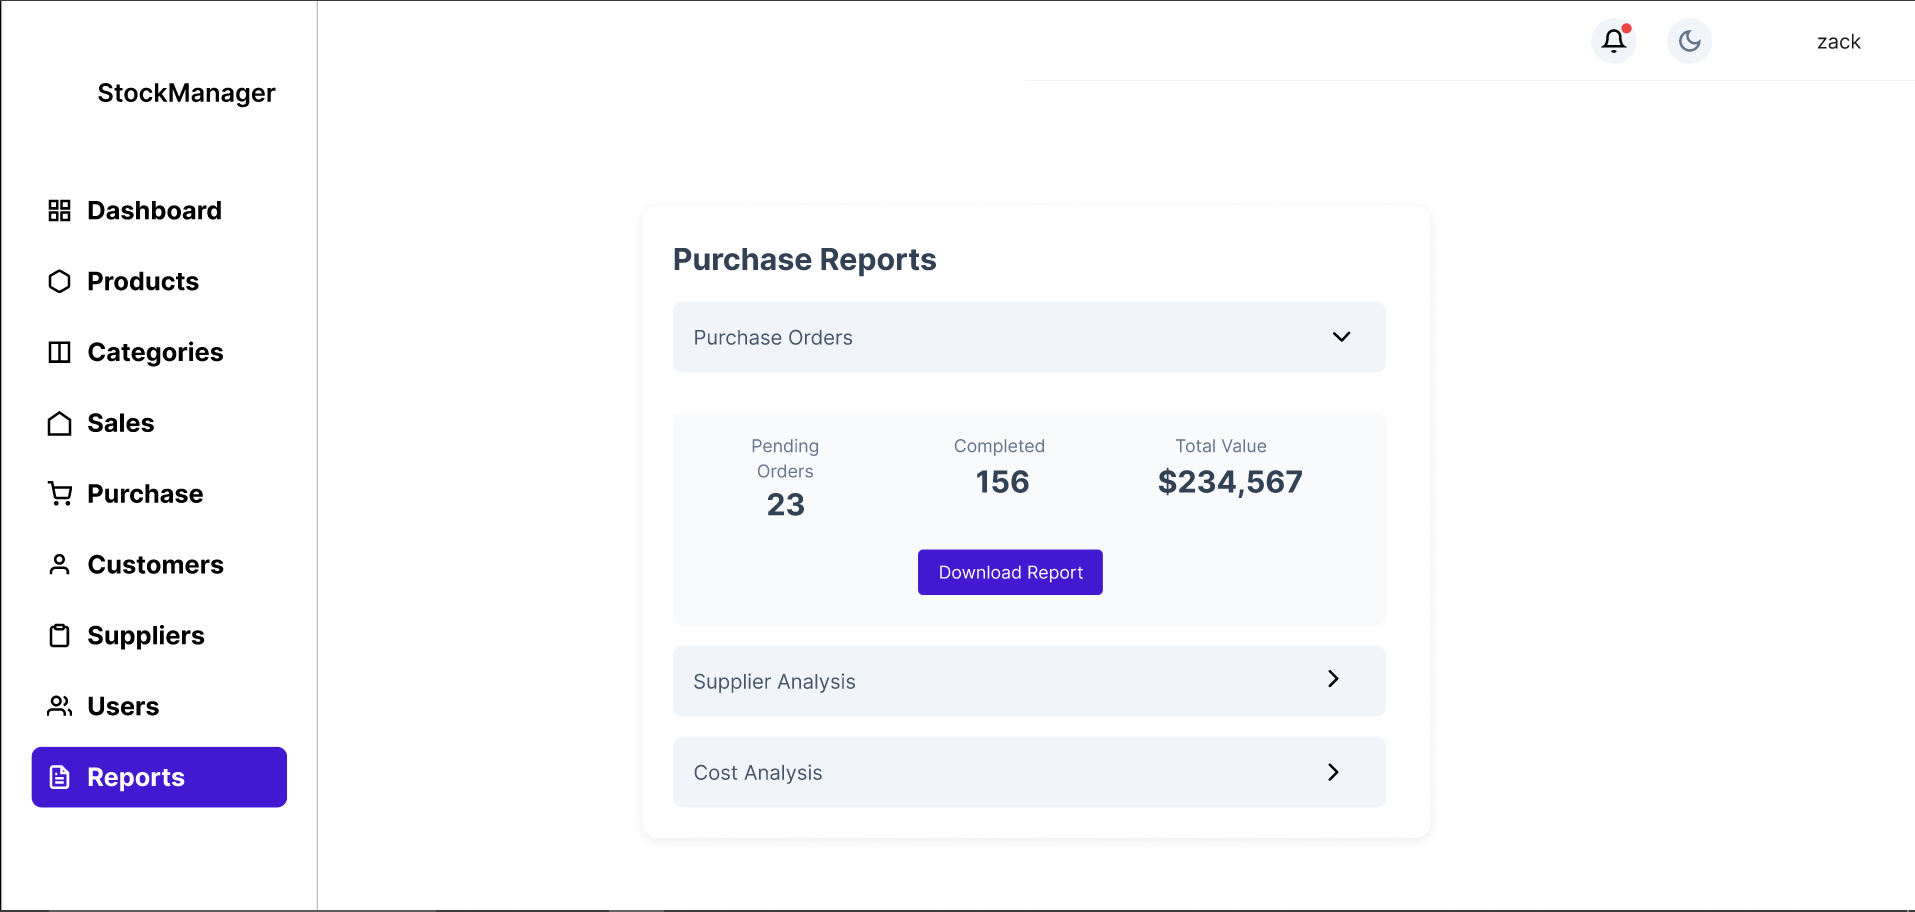 StockManager
zack
Dashboard
Products
Categories
Sales
Purchase
Customers
Suppliers
Users
Reports
Purchase Reports
Purchase Orders
Pending
Orders
23
Completed
156
Total Value
$234,567
Download Report
Supplier Analysis
Cost Analysis